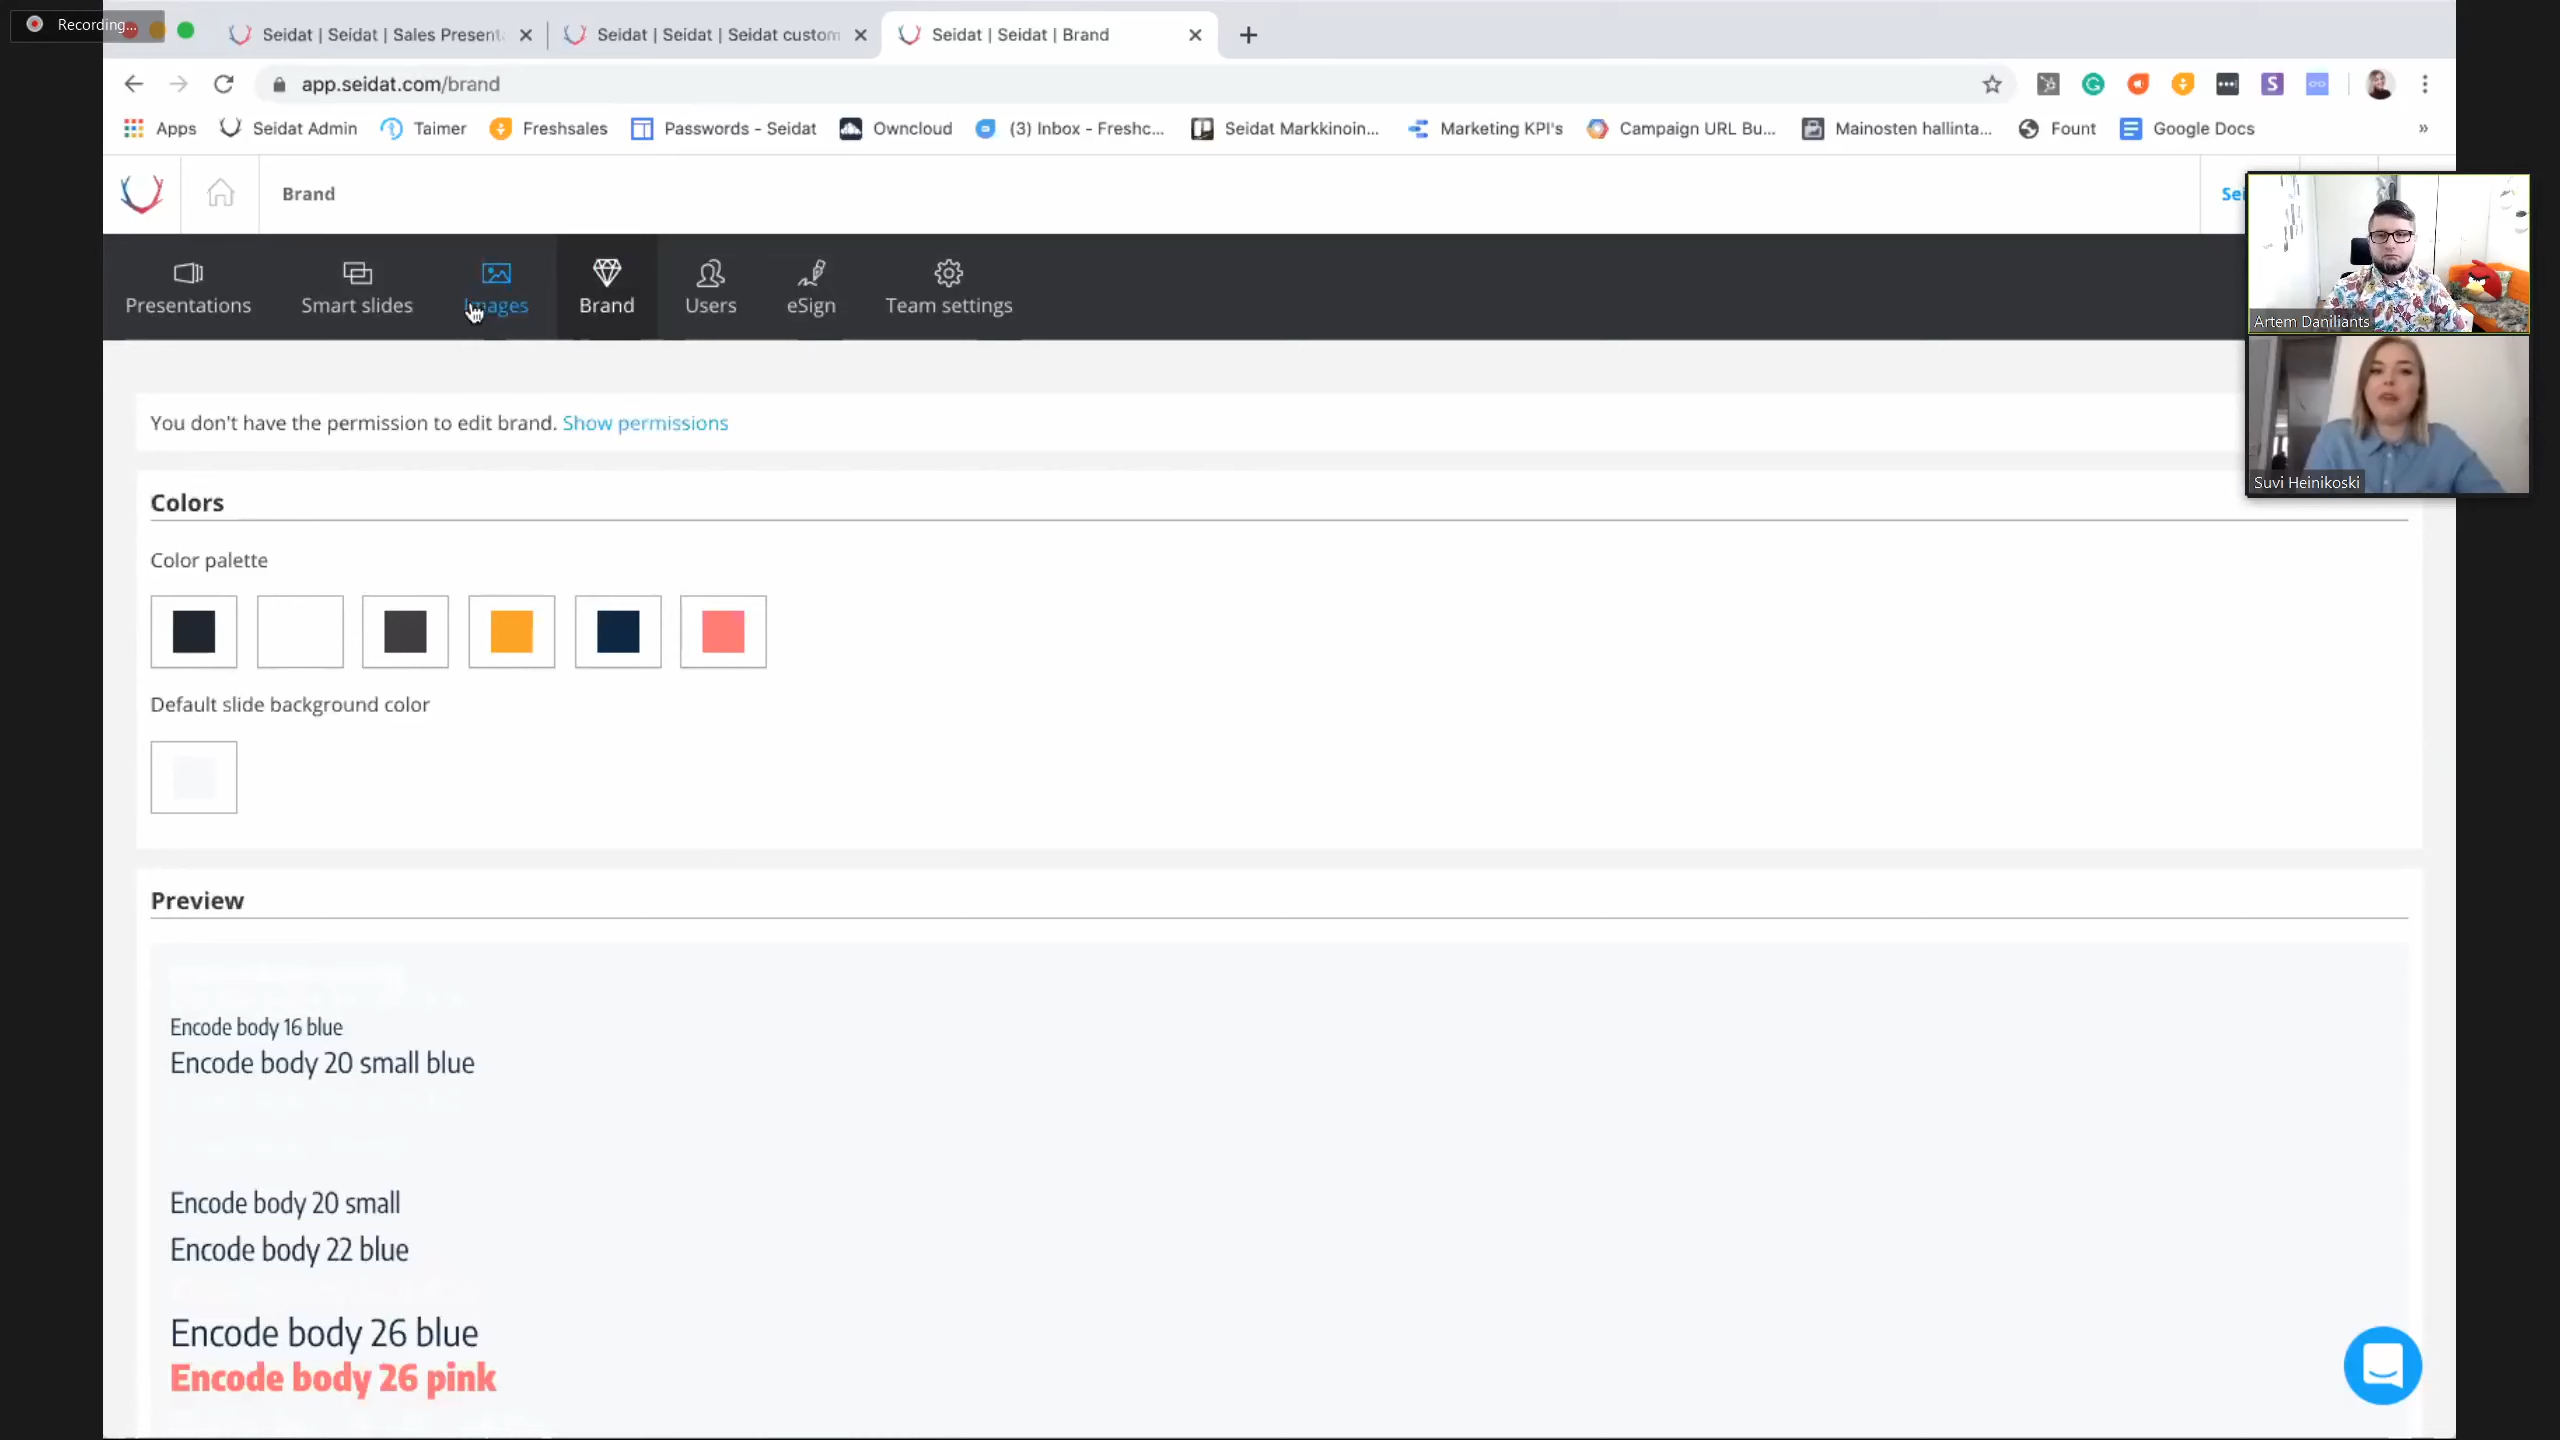 Recording...
Seidat | Seidat | Sales Present
Seidat | Seidat | Seidat custom
Seidat | Seidat | Brand
app.seidat.com/brand
Apps
Seidat Admin
Taimer
Freshsales
Passwords - Seidat
Owncloud
(3) Inbox - Freshc...
Seidat Markkinoin...
Marketing KPI's
Campaign URL Bu...
Mainosten hallinta...
Fount
Google Docs
»
Brand
Sei
Presentations
Smart slides
Images
Brand
Users
eSign
Team settings
Artem Daniliants
Suvi Heinikoski
You don't have the permission to edit brand. Show permissions
Colors
Color palette
Default slide background color
Preview
Encode body 16 blue
Encode body 20 small blue
Encode body 20 small
Encode body 22 blue
Encode body 26 blue
Encode body 26 pink